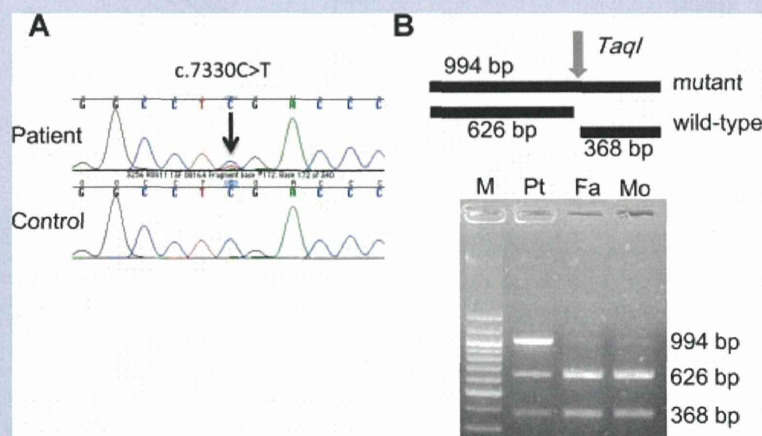 A
c.7330C>T
G G C C T C G A C C C
Patient
G G C C T C G A C C C
Control
B
TaqI
994 bp
mutant
626 bp
wild-type
368 bp
M Pt Fa Mo
994 bp
626 bp
368 bp